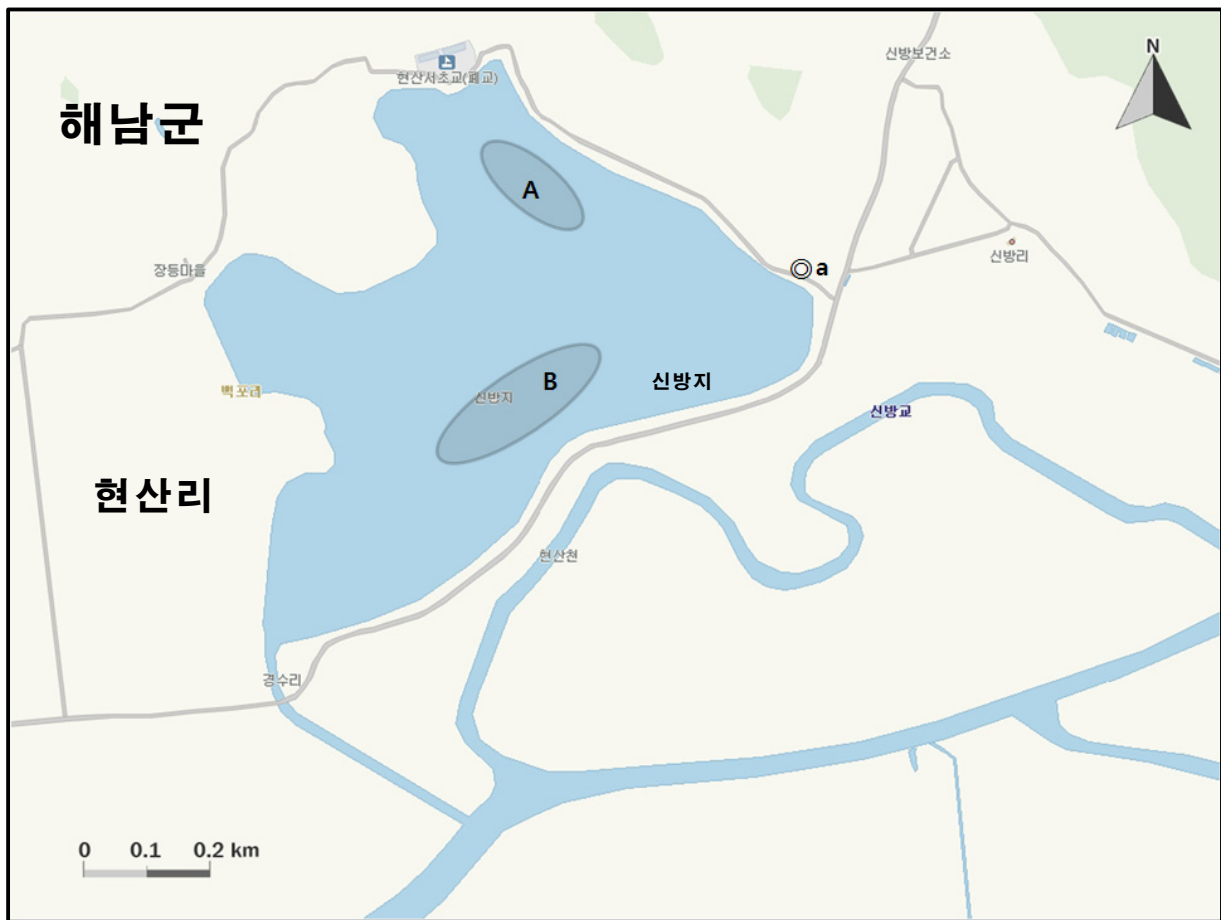 현산서초교(폐교)
신방보건소
N
해남군
A
장등마을
신방리
a
백포리
B
신방지
신방지
신방교
현산리
현산천
경수리
0 0.1 0.2 km